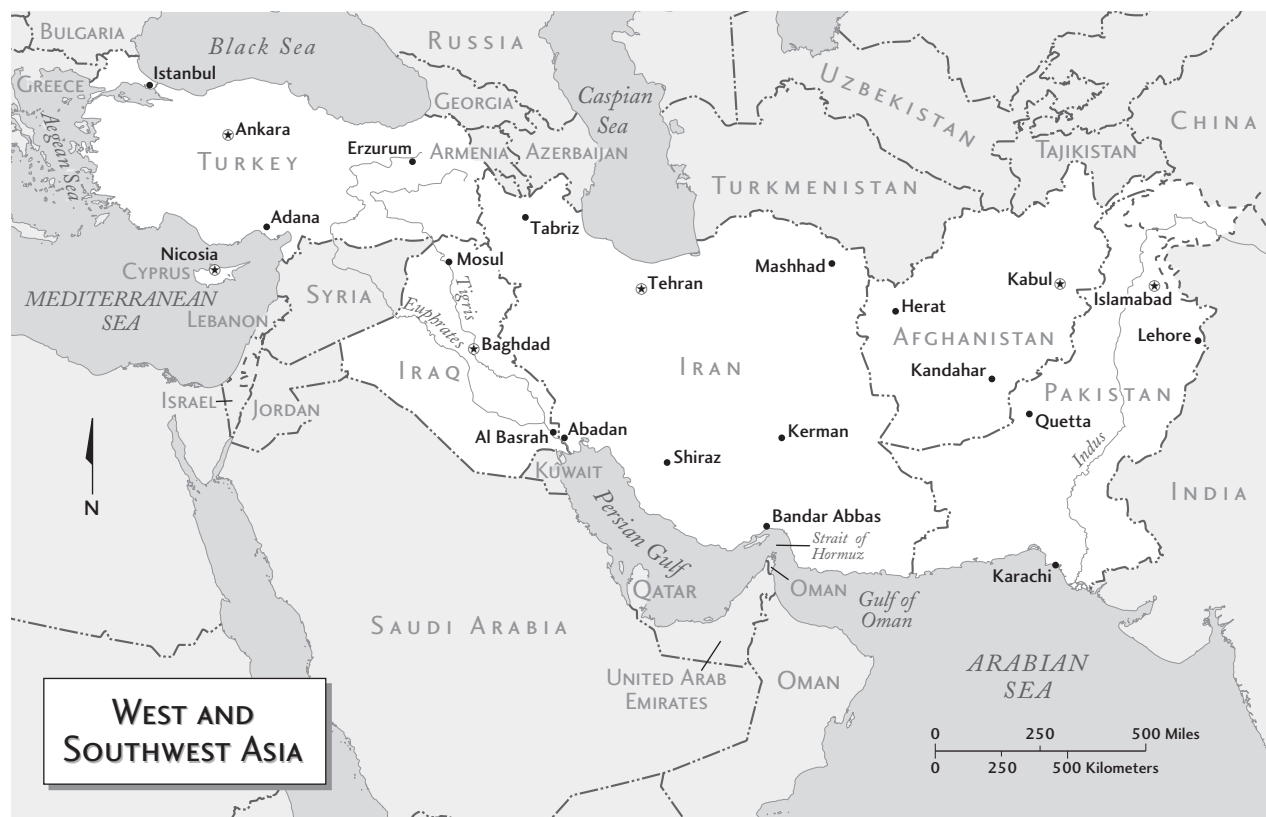 BULGARIA
Black Sea
RUSSIA
GREECE
Istanbul
Aegean Sea
Ankara
TURKEY
Erzurum
GEORGIA
ARMENIA
AZERBAIJAN
Caspian
Sea
UZBEKISTAN
CHINA
TAJIKISTAN
TURKMENISTAN
Adana
Tabriz
Nicosia
CYPRUS
MEDITERRANEAN
SEA
LEBANON
SYRIA
Mosul
Tigris
Euphrates
Baghdad
IRAQ
Tehran
Mashhad
IRAN
Herat
AFGHANISTAN
Kabul
Islamabad
Lehore
Kandahar
PAKISTAN
Quetta
Indus
ISRAEL
JORDAN
Al Basrah
Abadan
KUWAIT
Shiraz
Kerman
INDIA
N
Persian Gulf
Bandar Abbas
Strait of
Hormuz
Karachi
QATAR
OMAN
Gulf of
Oman
SAUDI ARABIA
UNITED ARAB
EMIRATES
OMAN
ARABIAN
SEA
WEST AND
SOUTHWEST ASIA
0 250 500 Miles
0 250 500 Kilometers